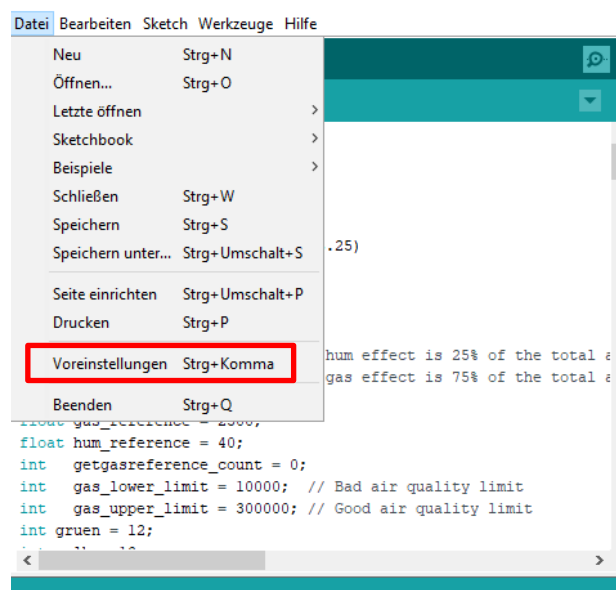 Datei Bearbeiten Sketch Werkzeuge Hilfe
Neu Strg+N
Öffnen... Strg+O
Letzte öffnen
Sketchbook
Beispiele
Schließen Strg+W
Speichern Strg+S
Speichern unter... Strg+Umschalt+S
.25)
Seite einrichten Strg+Umschalt+P
Drucken Strg+P
Voreinstellungen Strg+Komma
hum effect is 25% of the total a
gas effect is 75% of the total a
Beenden Strg+Q
float hum_reference = 40;
int getgasreference_count = 0;
int gas_lower_limit = 10000; // Bad air quality limit
int gas_upper_limit = 300000; // Good air quality limit
int gruen = 12;